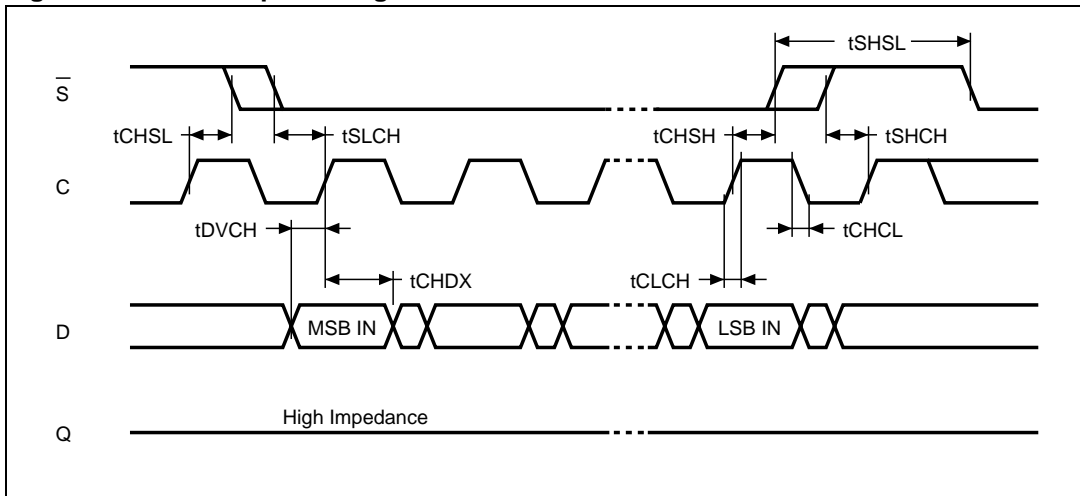 tSHSL
S
tCHSL
tSLCH
tCHSH
tSHCH
C
tDVCH
tCHCL
tCHDX
tCLCH
D
MSB IN
LSB IN
High Impedance
Q